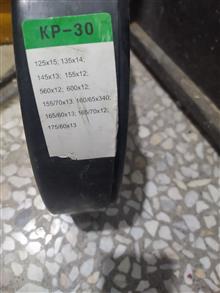 KP-30
125x15; 135x14;
145x13; 155x12;
560x12; 600x12;
155/70x13; 160/65x340;
165/60x13; 165/70x12;
175/60x13